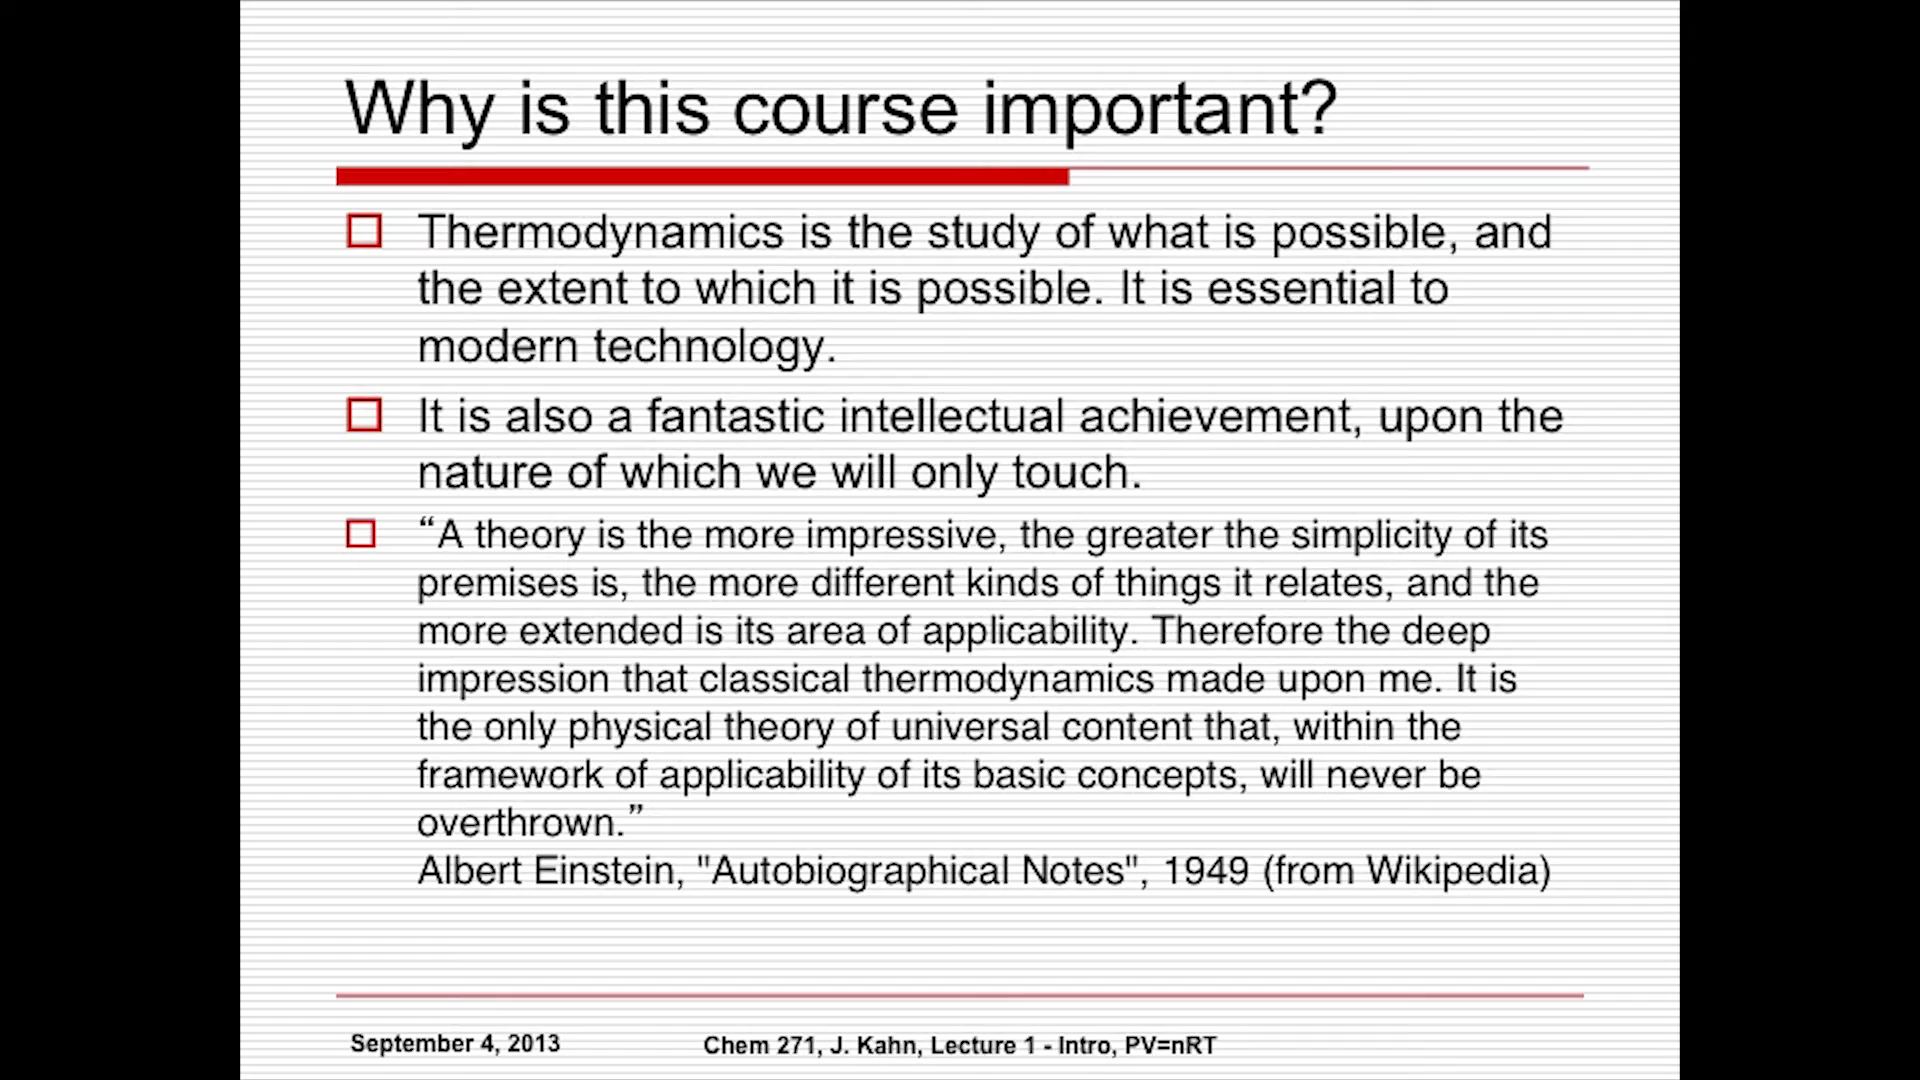 Why is this course important?
Thermodynamics is the study of what is possible, and
the extent to which it is possible. It is essential to
modern technology.
It is also a fantastic intellectual achievement, upon the
nature of which we will only touch.
“A theory is the more impressive, the greater the simplicity of its
premises is, the more different kinds of things it relates, and the
more extended is its area of applicability. Therefore the deep
impression that classical thermodynamics made upon me. It is
the only physical theory of universal content that, within the
framework of applicability of its basic concepts, will never be
overthrown.”
Albert Einstein, "Autobiographical Notes", 1949 (from Wikipedia)
September 4, 2013
Chem 271, J. Kahn, Lecture 1 - Intro, PV=nRT